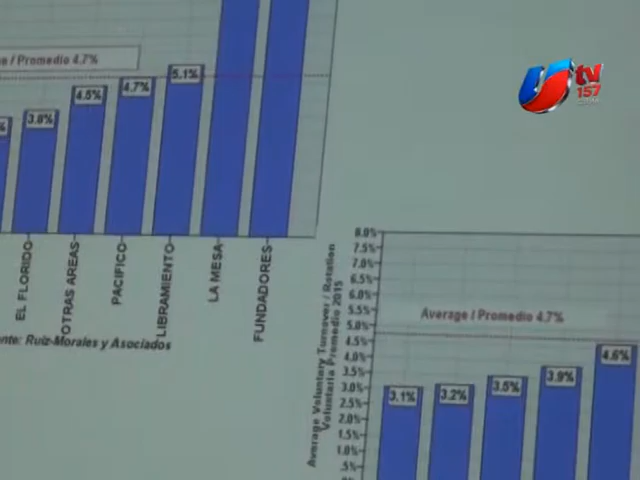 / Promedio 4.7%
3.8%
4.5%
4.7%
5.1%
EL FLORIDO
OTRAS AREAS
PACIFICO
LIBRAMIENTO
LA MESA
FUNDADORES
Ruiz-Morales y Asociados
tv
157
Average Voluntary Turnover / Rotation
Voluntaria Promedio 2015
8.0%
7.5%
7.0%
6.5%
6.0%
5.5%
5.0%
4.5%
4.0%
3.5%
3.0%
2.5%
2.0%
1.5%
1.0%
.5%
Average / Promedio 4.7%
3.1%
3.2%
3.5%
3.9%
4.6%